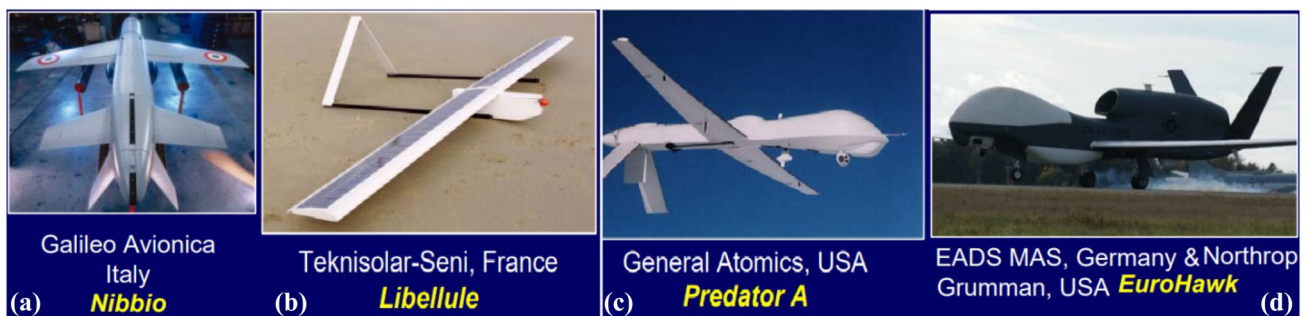 Galileo Avionica
Italy
(a) Nibbio
Teknisolar-Seni, France
(b) Libellule
General Atomics, USA
(c) Predator A
EADS MAS, Germany & Northrop
Grumman, USA EuroHawk (d)